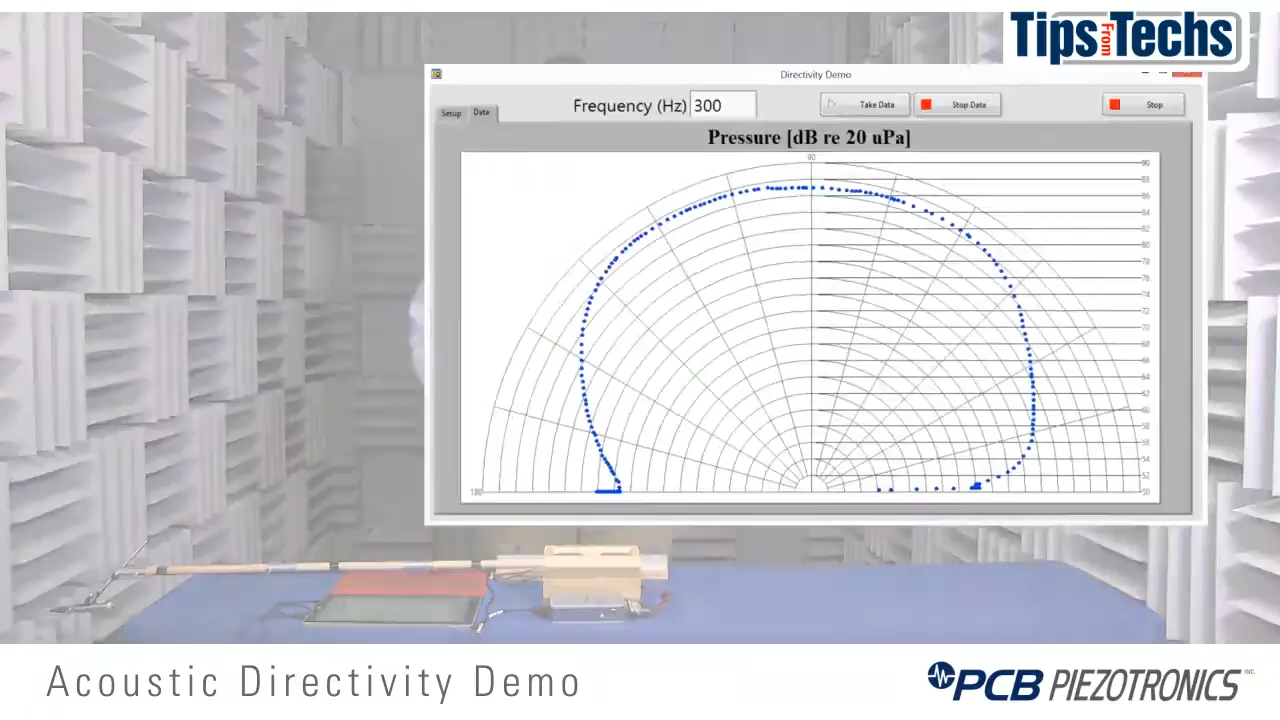 Tips From Techs
Directivity Demo
Setup Data
Frequency (Hz) 300
Take Data
Stop Data
Stop
Pressure [dB re 20 uPa]
90
90
88
86
84
82
80
78
76
74
72
70
68
66
64
62
60
58
56
54
52
50
180
Acoustic Directivity Demo
PCB PIEZOTRONICS INC.